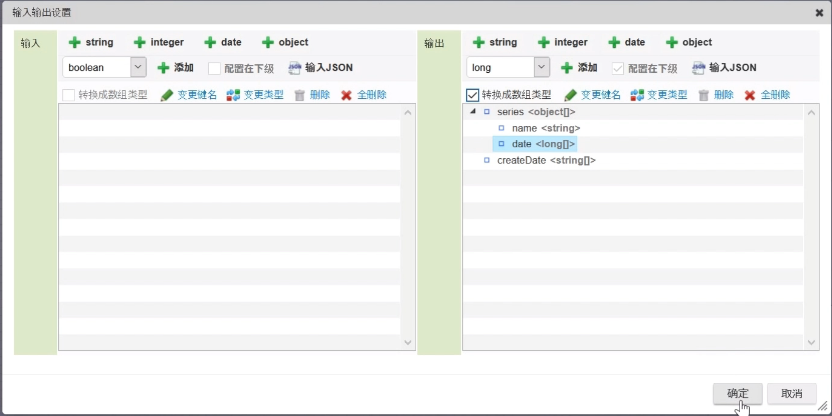 输入输出设置
输入
string integer date object
boolean 添加 配置在下级 输入JSON
转换成数组类型 变更键名 变更类型 删除 全删除
输出
string integer date object
long 添加 配置在下级 输入JSON
转换成数组类型 变更键名 变更类型 删除 全删除
series <object[]>
name <string>
date <long[]>
createDate <string[]>
确定 取消